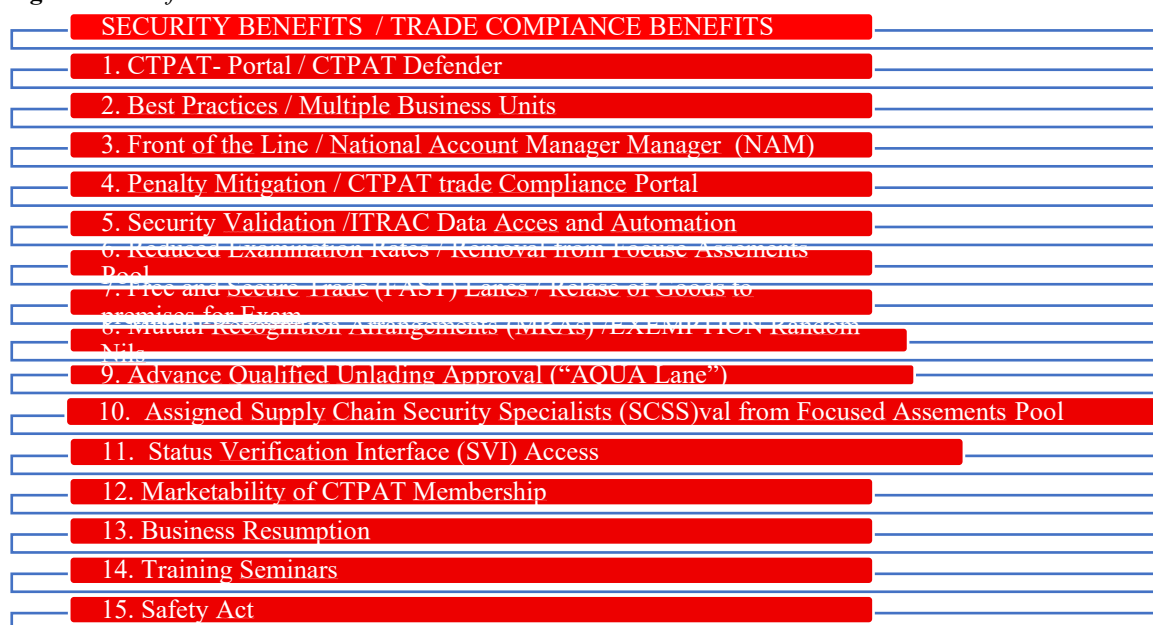 SECURITY BENEFITS / TRADE COMPLIANCE BENEFITS
1. CTPAT- Portal / CTPAT Defender
2. Best Practices / Multiple Business Units
3. Front of the Line / National Account Manager Manager (NAM)
4. Penalty Mitigation / CTPAT trade Compliance Portal
5. Security Validation /ITRAC Data Acces and Automation
6. Reduced Examination Rates / Removal from Focuse Assements
Pool
7. Free and Secure Trade (FAST) Lanes / Relase of Goods to
premises for Exam
8. Mutual Recognition Arrangements (MRAs) /EXEMPTION Random
Nils
9. Advance Qualified Unlading Approval (“AQUA Lane”)
10. Assigned Supply Chain Security Specialists (SCSS)val from Focused Assements Pool
11. Status Verification Interface (SVI) Access
12. Marketability of CTPAT Membership
13. Business Resumption
14. Training Seminars
15. Safety Act